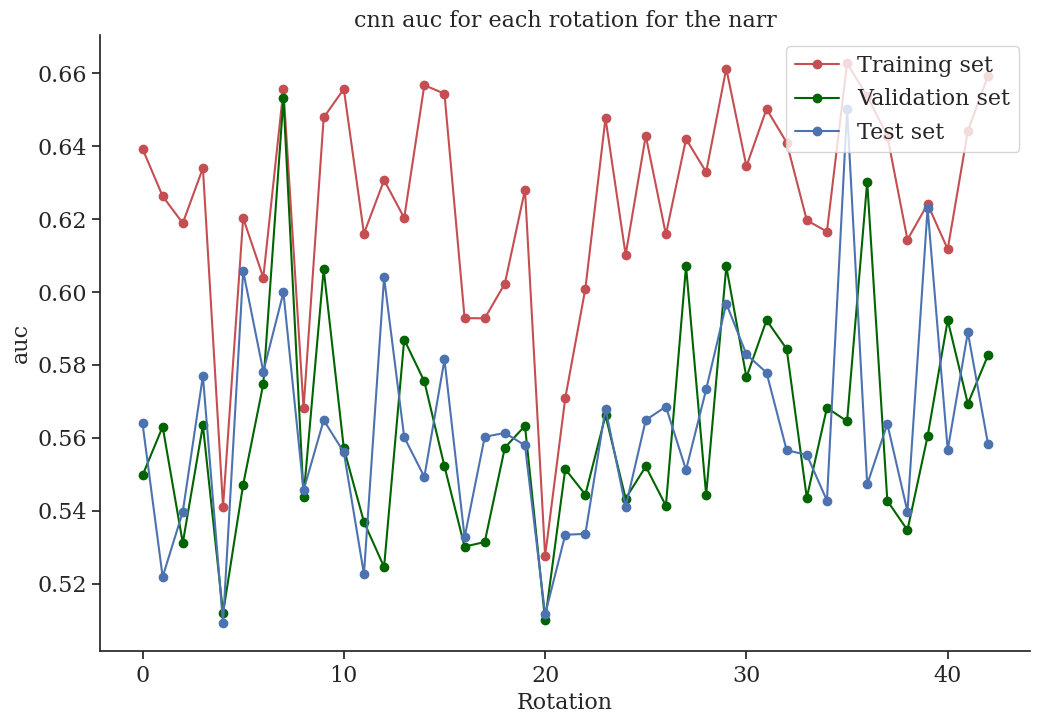 cnn auc for each rotation for the narr
Training set
Validation set
Test set
auc
0.66
0.64
0.62
0.60
0.58
0.56
0.54
0.52
0
10
20
30
40
Rotation